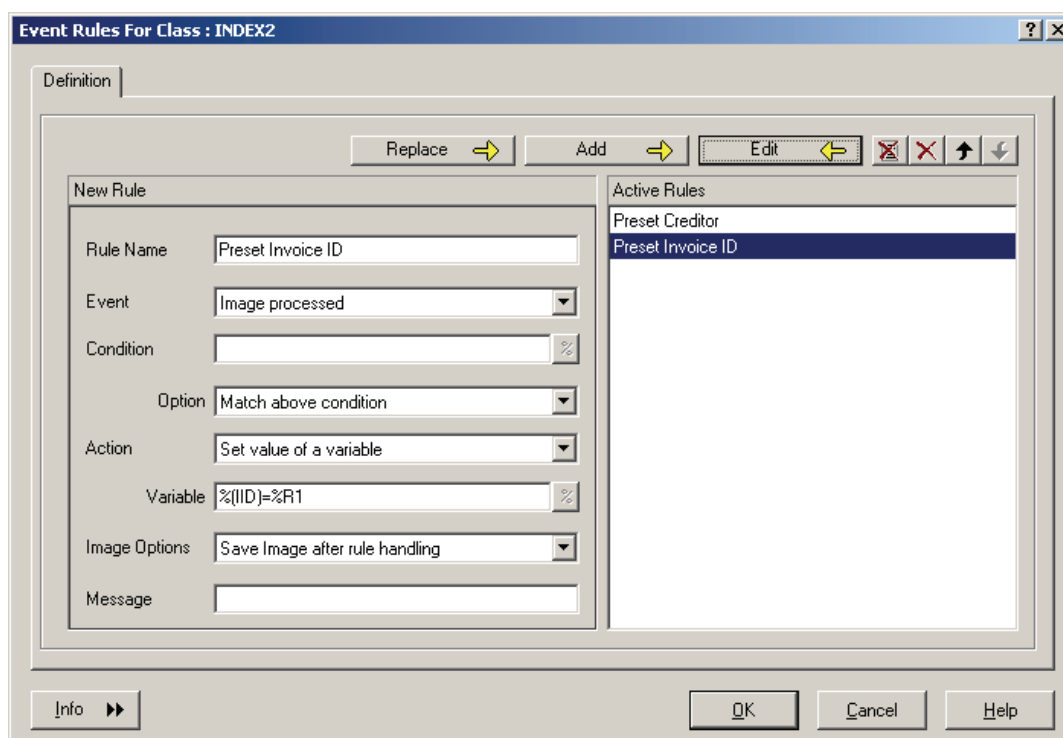 Event Rules For Class : INDEX2
Definition
Replace Add Edit
New Rule
Active Rules
Rule Name Preset Invoice ID
Event Image processed
Condition %
Option Match above condition
Action Set value of a variable
Variable %(IID)=%R1 %
Image Options Save Image after rule handling
Message
Preset Creditor
Preset Invoice ID
Info
OK
Cancel
Help